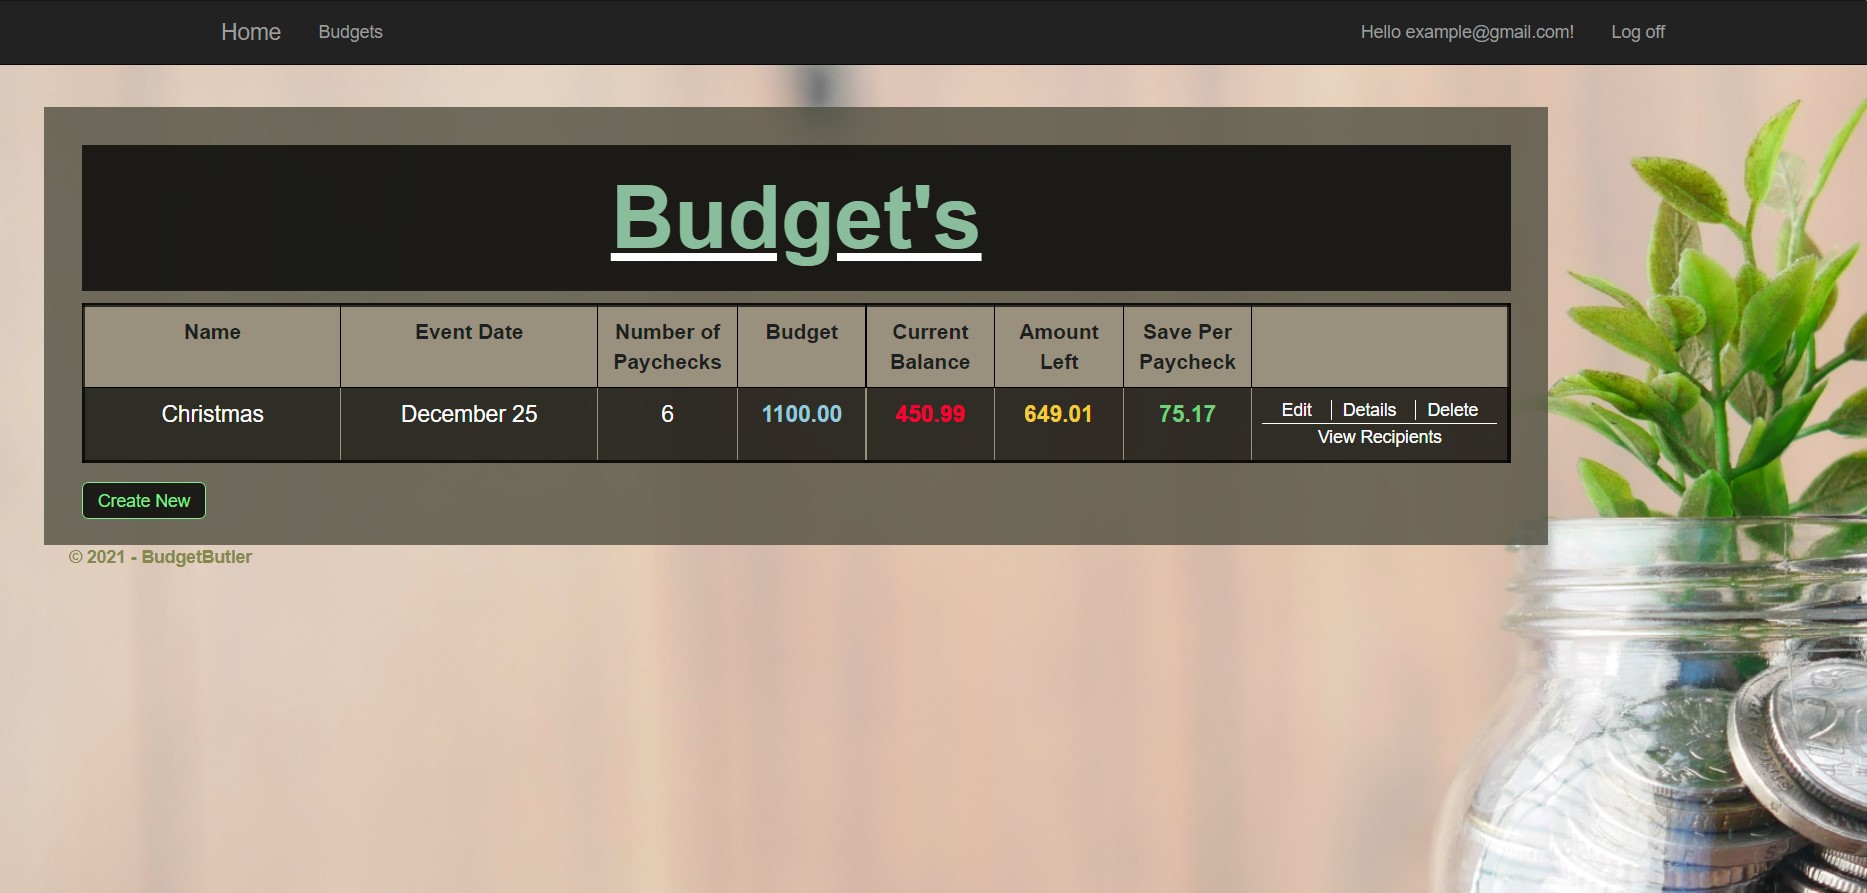 Home Budgets Hello example@gmail.com! Log off
Budget's
Name Event Date Number of Paychecks Budget Current Balance Amount Left Save Per Paycheck
Christmas December 25 6 1100.00 450.99 649.01 75.17 Edit Details Delete
View Recipients
Create New
© 2021 - BudgetButler